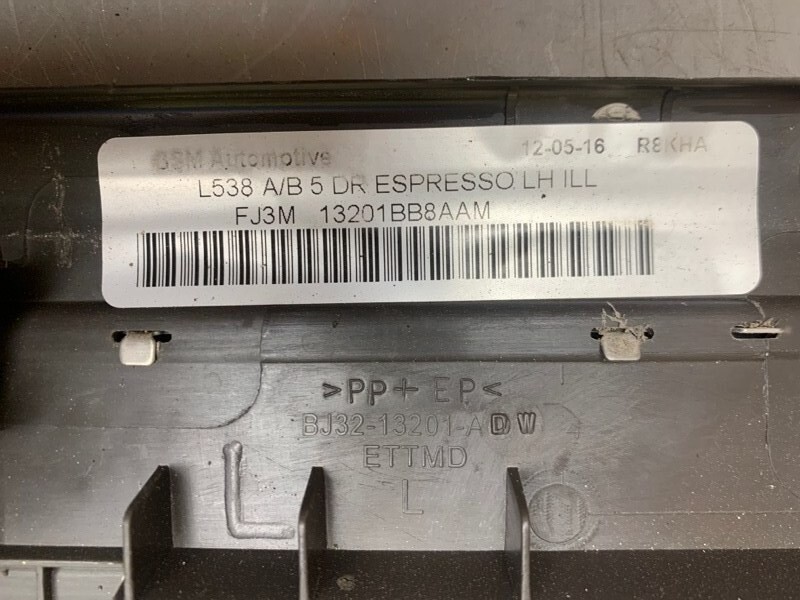 GSM Automotive 12-05-16 R8KHA
L538 A/B 5 DR ESPRESSO LH ILL
FJ3M 13201BB8AAM
>PP+EP<
BJ32-13201-ADW
ETTMD
L
L